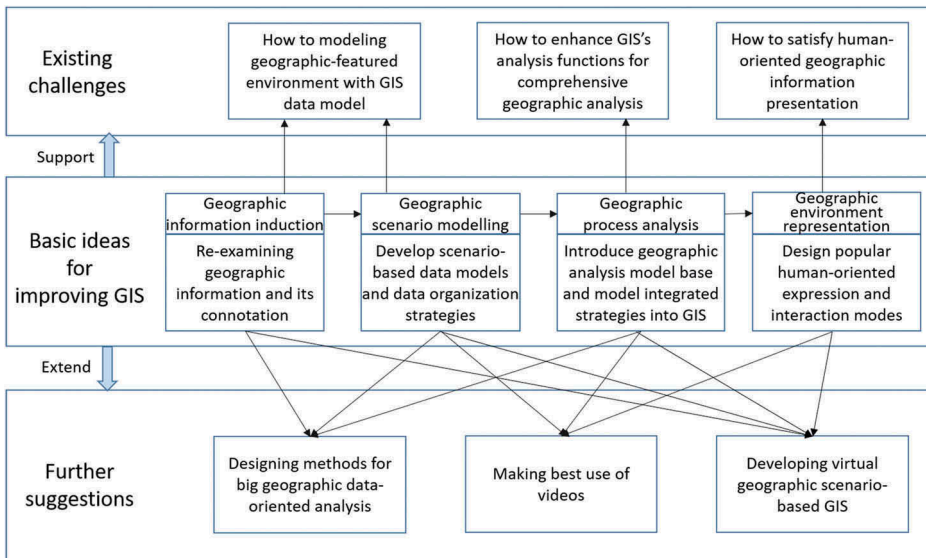 Existing
challenges
How to modeling
geographic-featured
environment with GIS
data model
How to enhance GIS's
analysis functions for
comprehensive
geographic analysis
How to satisfy human-
oriented geographic
information
presentation
Support
Basic ideas
for
improving GIS
Geographic
information induction
Re-examining
geographic
information and its
connotation
Geographic
scenario modelling
Develop scenario-
based data models
and data organization
strategies
Geographic
process analysis
Introduce geographic
analysis model base
and model integrated
strategies into GIS
Geographic
environment
representation
Design popular
human-oriented
expression and
interaction modes
Extend
Further
suggestions
Designing methods for
big geographic data-
oriented analysis
Making best use of
videos
Developing virtual
geographic scenario-
based GIS